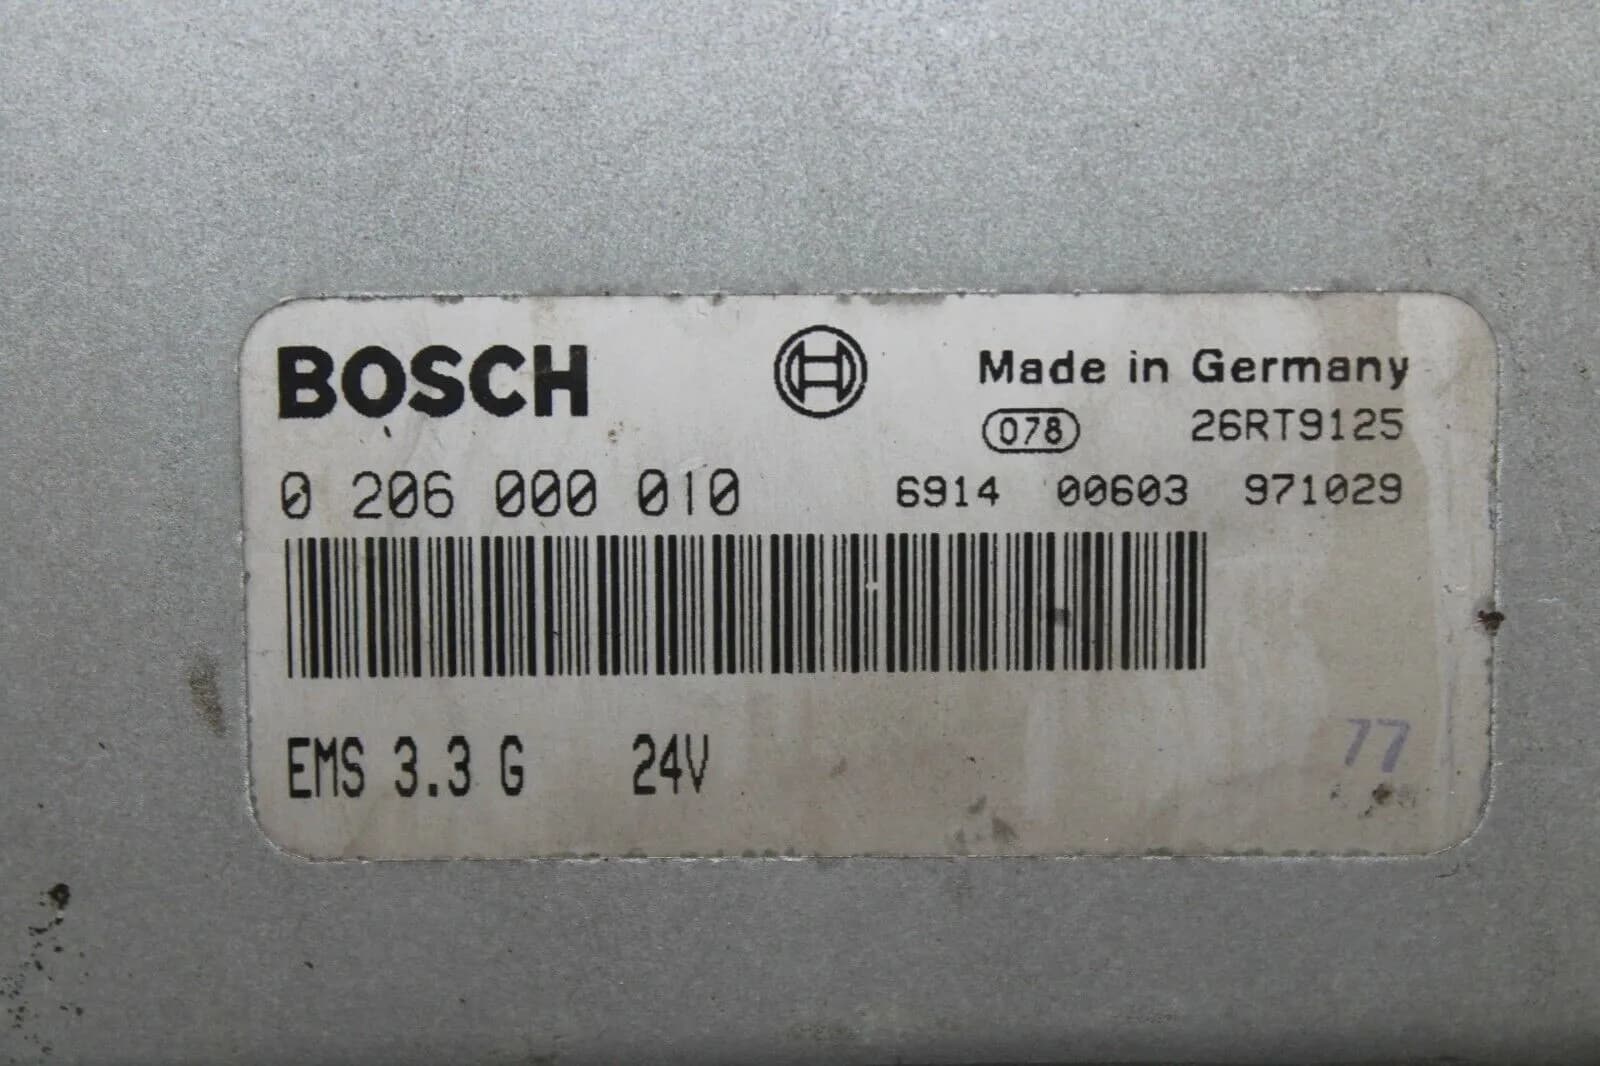 BOSCH
Made in Germany
078 26RT9125
0 206 000 010 6914 00603 971029
EMS 3.3 G 24V
77